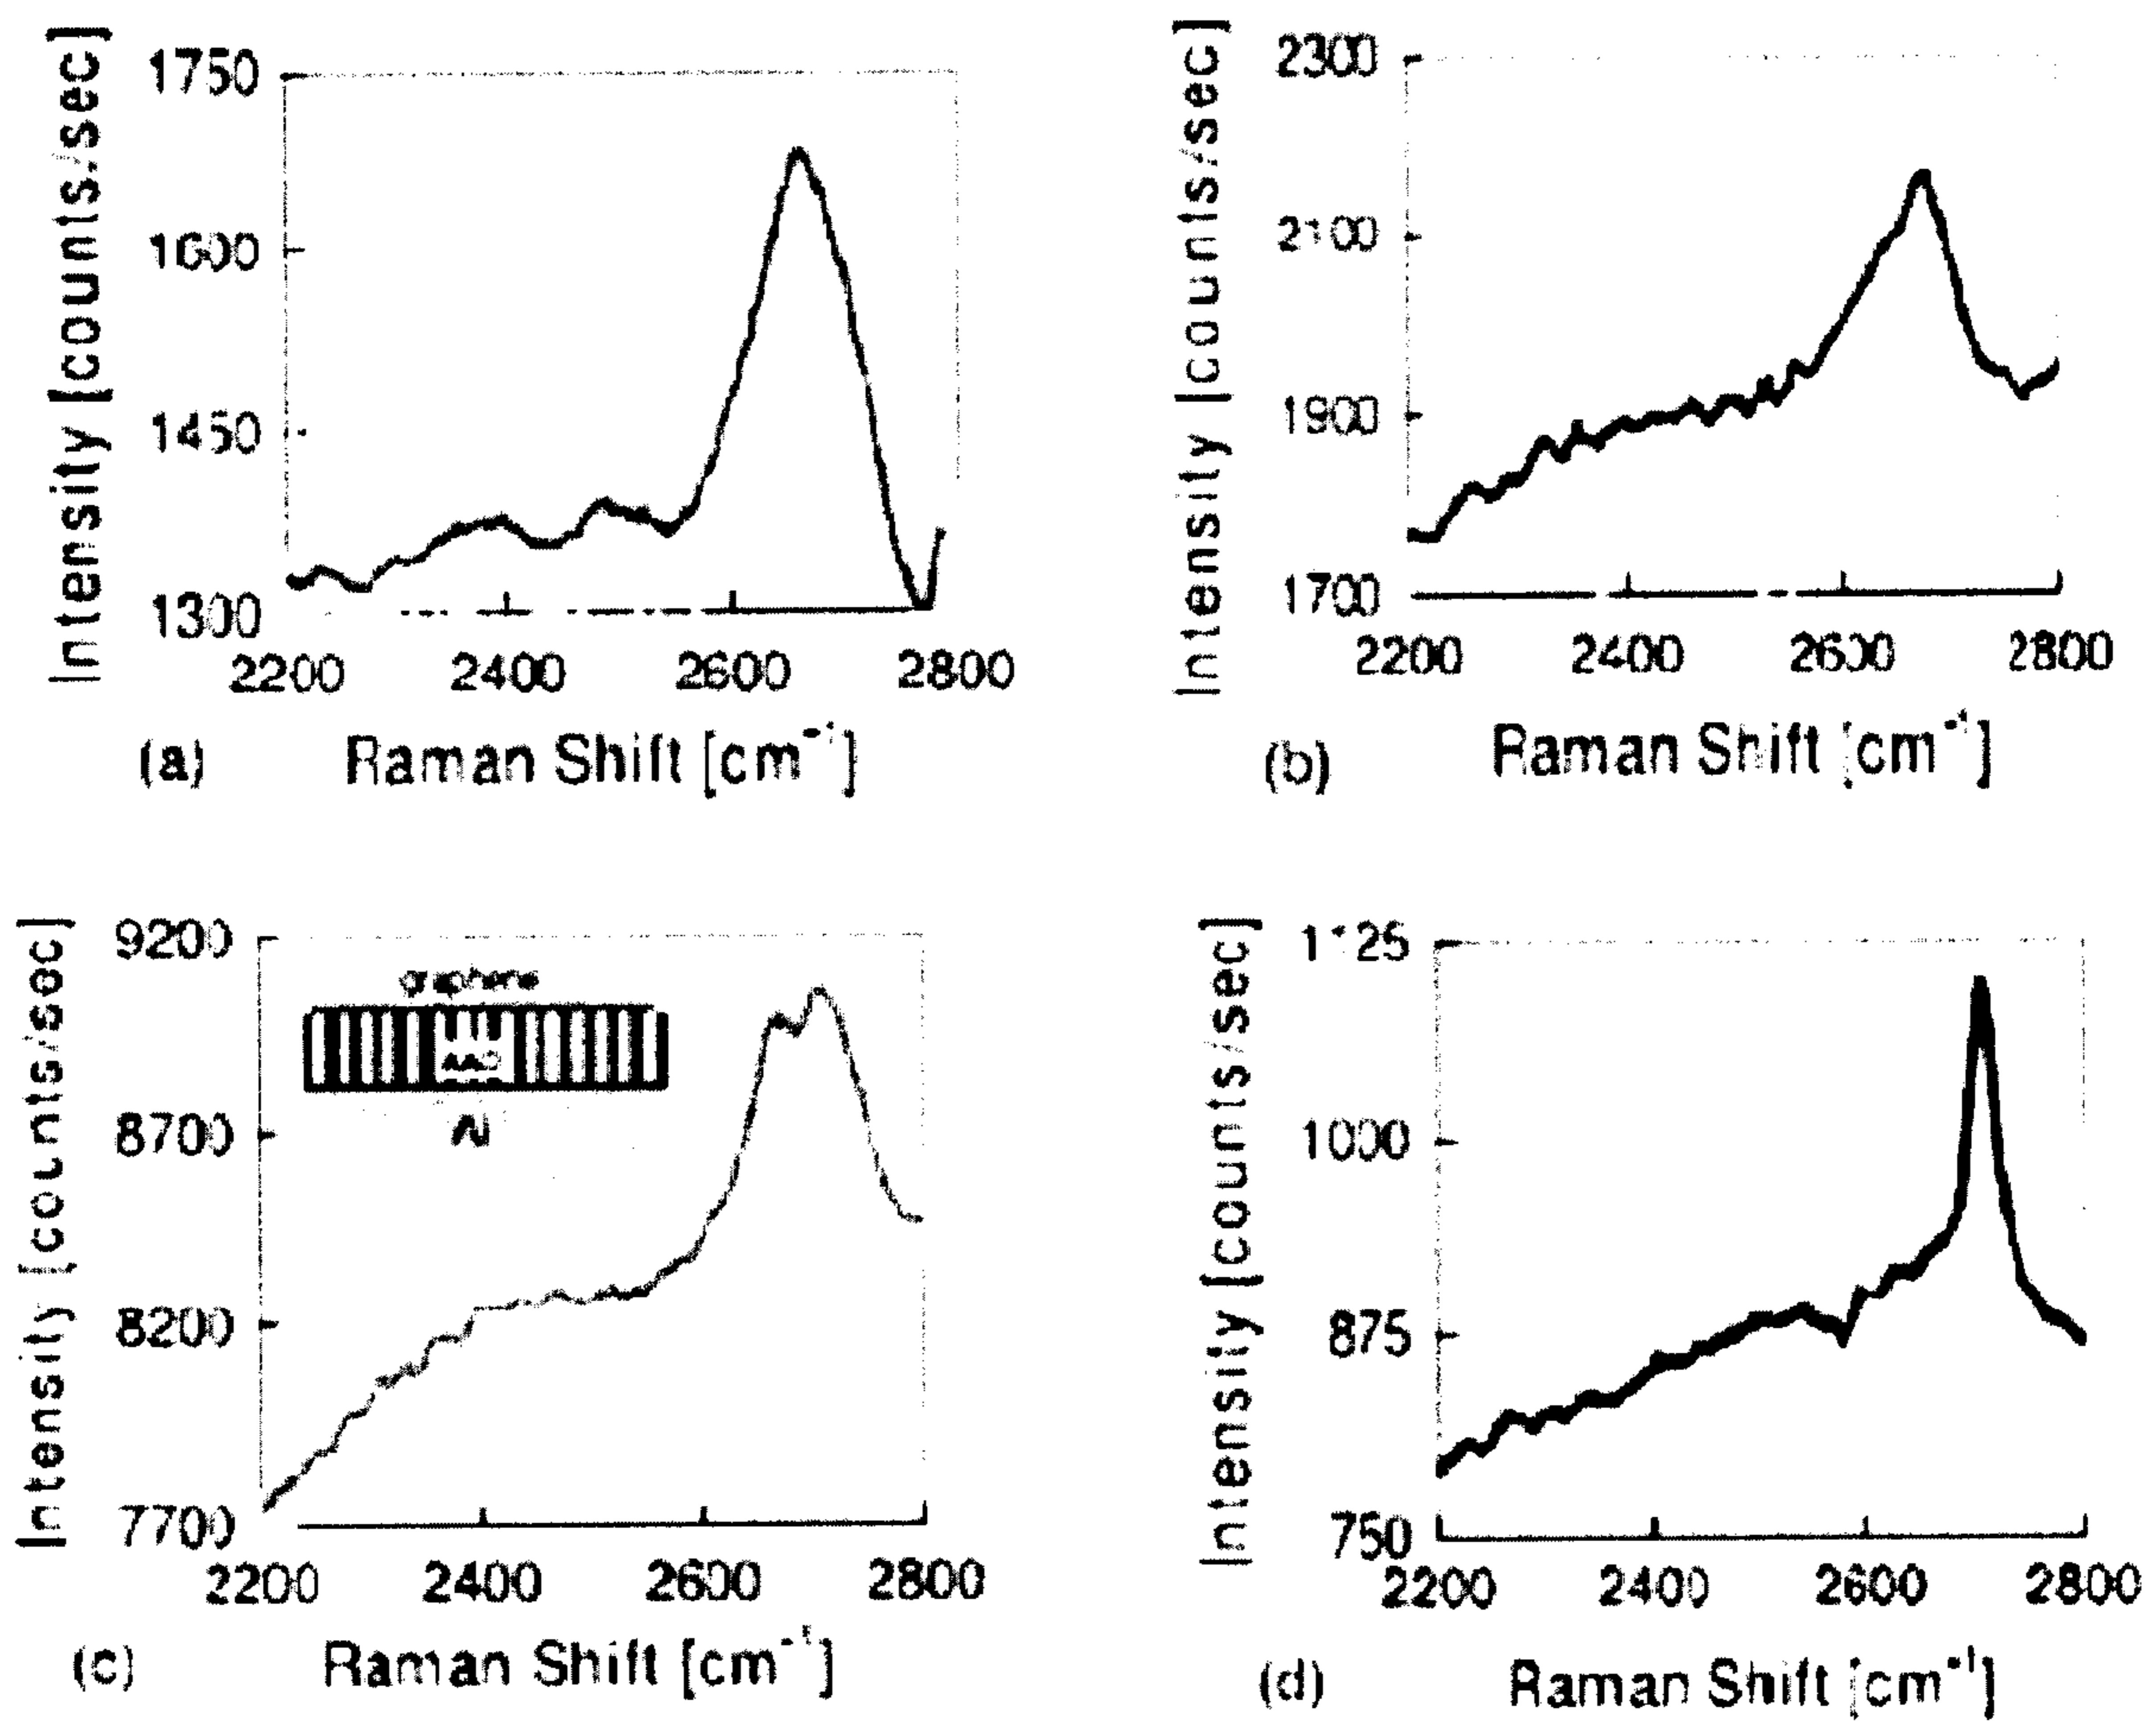 Intensity [counts/sec]
1750
1600
1450
1300
2200 2400 2600 2800
(a) Raman Shift [cm⁻¹]
Intensity [counts/sec]
2300
2100
1900
1700
2200 2400 2600 2800
(b) Raman Shift [cm⁻¹]
Intensity [counts/sec]
9200
8700
8200
7700
graphene
Al
2200 2400 2600 2800
(c) Raman Shift [cm⁻¹]
Intensity [counts/sec]
1125
1000
875
750
2200 2400 2600 2800
(d) Raman Shift [cm⁻¹]